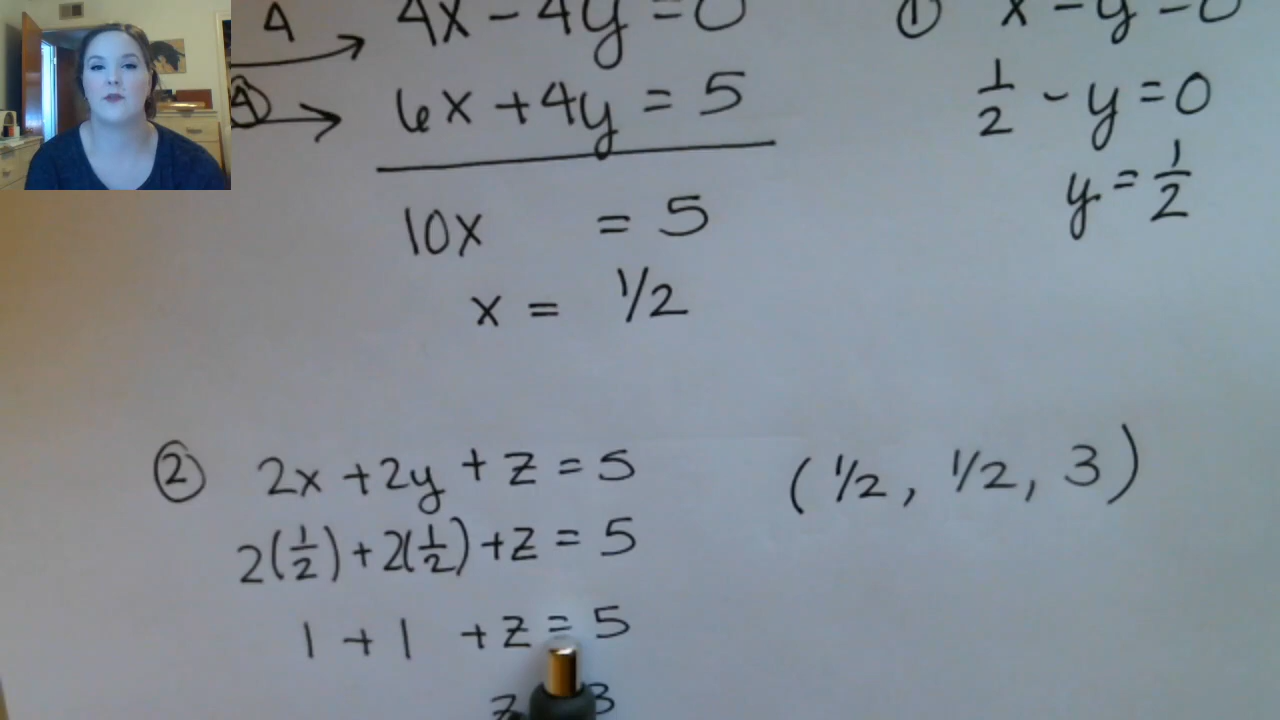 4 4x - 4y = 0
④ 6x + 4y = 5
10x = 5
x = 1/2
① x - y = 0
1/2 - y = 0
y = 1/2
② 2x + 2y + z = 5
2(1/2) + 2(1/2) + z = 5
1 + 1 + z = 5
z 3
(1/2, 1/2, 3)